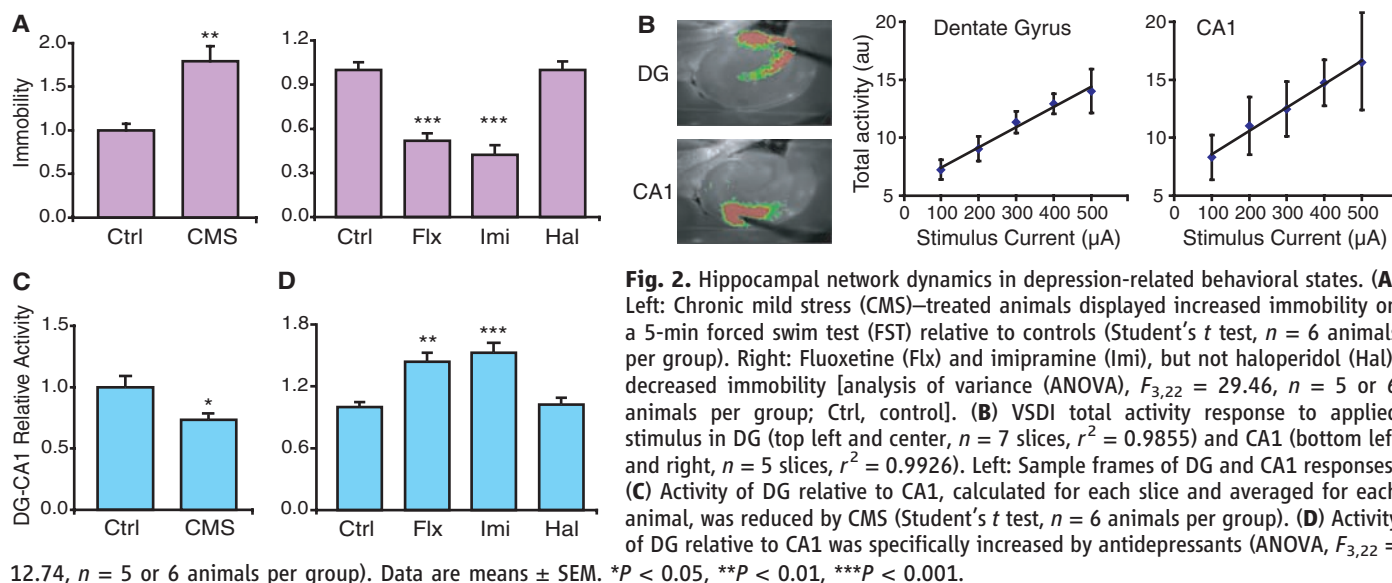 A
Immobility
2.0
1.5
1.0
0.5
0.0
**
Ctrl CMS
1.2
0.9
0.6
0.3
0.0
*** ***
Ctrl Flx Imi Hal
B
DG
CA1
Total activity (au)
20
15
10
5
Dentate Gyrus
0 100 200 300 400 500
Stimulus Current (µA)
20
15
10
5
CA1
0 100 200 300 400 500
Stimulus Current (µA)
C
DG-CA1 Relative Activity
1.5
1.0
0.5
0.0
*
Ctrl CMS
D
1.8
1.2
0.6
0.0
** ***
Ctrl Flx Imi Hal
Fig. 2. Hippocampal network dynamics in depression-related behavioral states. (A)
Left: Chronic mild stress (CMS)–treated animals displayed increased immobility on
a 5-min forced swim test (FST) relative to controls (Student's t test, n = 6 animals
per group). Right: Fluoxetine (Flx) and imipramine (Imi), but not haloperidol (Hal)
decreased immobility [analysis of variance (ANOVA), F3,22 = 29.46, n = 5 or 6
animals per group; Ctrl, control]. (B) VSDI total activity response to applied
stimulus in DG (top left and center, n = 7 slices, r² = 0.9855) and CA1 (bottom left
and right, n = 5 slices, r² = 0.9926). Left: Sample frames of DG and CA1 responses
(C) Activity of DG relative to CA1, calculated for each slice and averaged for each
animal, was reduced by CMS (Student's t test, n = 6 animals per group). (D) Activity
of DG relative to CA1 was specifically increased by antidepressants (ANOVA, F3,22 =
12.74, n = 5 or 6 animals per group). Data are means ± SEM. *P < 0.05, **P < 0.01, ***P < 0.001.